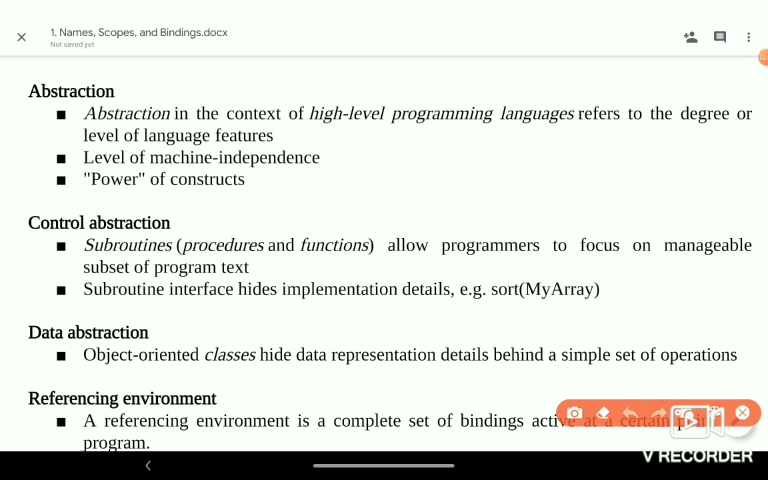 1. Names, Scopes, and Bindings.docx
Not saved yet
Abstraction
■ Abstraction in the context of high-level programming languages refers to the degree or
level of language features
■ Level of machine-independence
■ "Power" of constructs
Control abstraction
■ Subroutines (procedures and functions) allow programmers to focus on manageable
subset of program text
■ Subroutine interface hides implementation details, e.g. sort(MyArray)
Data abstraction
■ Object-oriented classes hide data representation details behind a simple set of operations
Referencing environment
■ A referencing environment is a complete set of bindings active at a certain
program.
V RECORDER